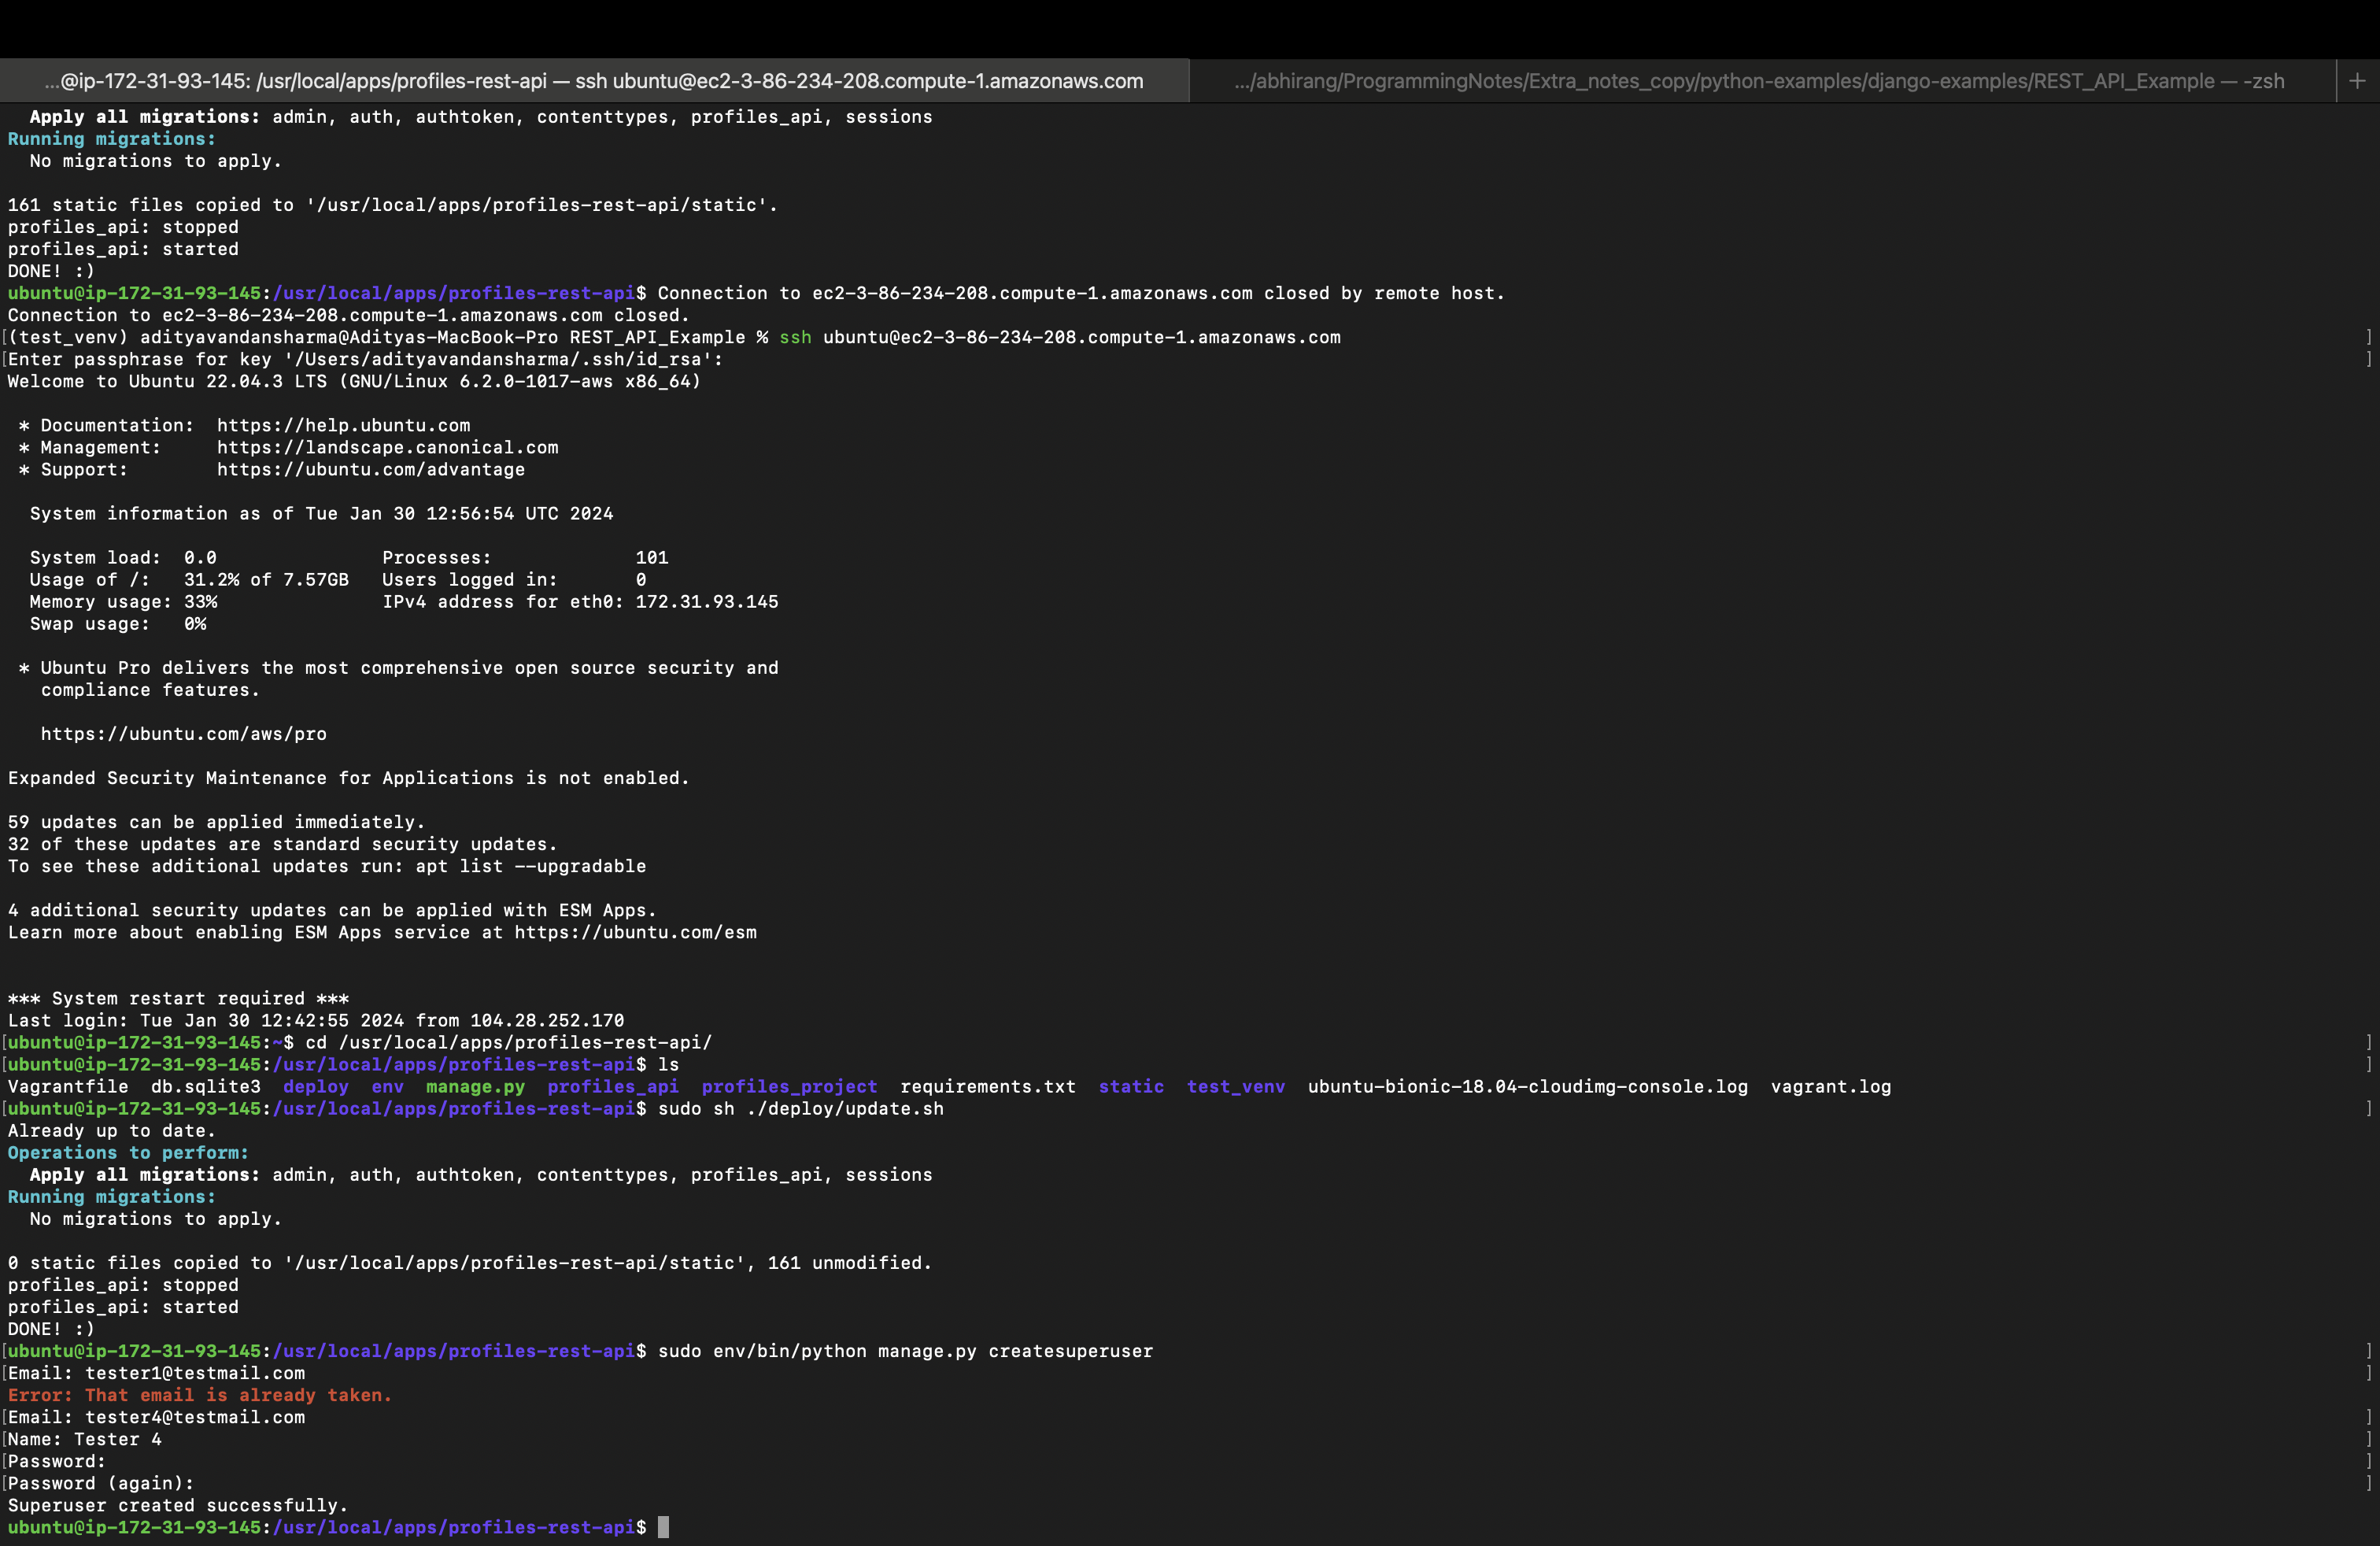 ...@ip-172-31-93-145: /usr/local/apps/profiles-rest-api — ssh ubuntu@ec2-3-86-234-208.compute-1.amazonaws.com
.../abhirang/ProgrammingNotes/Extra_notes_copy/python-examples/django-examples/REST_API_Example — -zsh
+
  Apply all migrations: admin, auth, authtoken, contenttypes, profiles_api, sessions
Running migrations:
  No migrations to apply.

161 static files copied to '/usr/local/apps/profiles-rest-api/static'.
profiles_api: stopped
profiles_api: started
DONE! :)
ubuntu@ip-172-31-93-145:/usr/local/apps/profiles-rest-api$ Connection to ec2-3-86-234-208.compute-1.amazonaws.com closed by remote host.
Connection to ec2-3-86-234-208.compute-1.amazonaws.com closed.
[(test_venv) adityavandansharma@Adityas-MacBook-Pro REST_API_Example % ssh ubuntu@ec2-3-86-234-208.compute-1.amazonaws.com ]
[Enter passphrase for key '/Users/adityavandansharma/.ssh/id_rsa': ]
Welcome to Ubuntu 22.04.3 LTS (GNU/Linux 6.2.0-1017-aws x86_64)

 * Documentation:  https://help.ubuntu.com
 * Management:     https://landscape.canonical.com
 * Support:        https://ubuntu.com/advantage

  System information as of Tue Jan 30 12:56:54 UTC 2024

  System load:  0.0               Processes:             101
  Usage of /:   31.2% of 7.57GB   Users logged in:       0
  Memory usage: 33%               IPv4 address for eth0: 172.31.93.145
  Swap usage:   0%

 * Ubuntu Pro delivers the most comprehensive open source security and
   compliance features.

   https://ubuntu.com/aws/pro

Expanded Security Maintenance for Applications is not enabled.

59 updates can be applied immediately.
32 of these updates are standard security updates.
To see these additional updates run: apt list --upgradable

4 additional security updates can be applied with ESM Apps.
Learn more about enabling ESM Apps service at https://ubuntu.com/esm

*** System restart required ***
Last login: Tue Jan 30 12:42:55 2024 from 104.28.252.170
[ubuntu@ip-172-31-93-145:~$ cd /usr/local/apps/profiles-rest-api/ ]
[ubuntu@ip-172-31-93-145:/usr/local/apps/profiles-rest-api$ ls ]
Vagrantfile  db.sqlite3  deploy  env  manage.py  profiles_api  profiles_project  requirements.txt  static  test_venv  ubuntu-bionic-18.04-cloudimg-console.log  vagrant.log
[ubuntu@ip-172-31-93-145:/usr/local/apps/profiles-rest-api$ sudo sh ./deploy/update.sh ]
Already up to date.
Operations to perform:
  Apply all migrations: admin, auth, authtoken, contenttypes, profiles_api, sessions
Running migrations:
  No migrations to apply.

0 static files copied to '/usr/local/apps/profiles-rest-api/static', 161 unmodified.
profiles_api: stopped
profiles_api: started
DONE! :)
[ubuntu@ip-172-31-93-145:/usr/local/apps/profiles-rest-api$ sudo env/bin/python manage.py createsuperuser ]
[Email: tester1@testmail.com ]
Error: That email is already taken.
[Email: tester4@testmail.com ]
[Name: Tester 4 ]
[Password: ]
[Password (again): ]
Superuser created successfully.
ubuntu@ip-172-31-93-145:/usr/local/apps/profiles-rest-api$